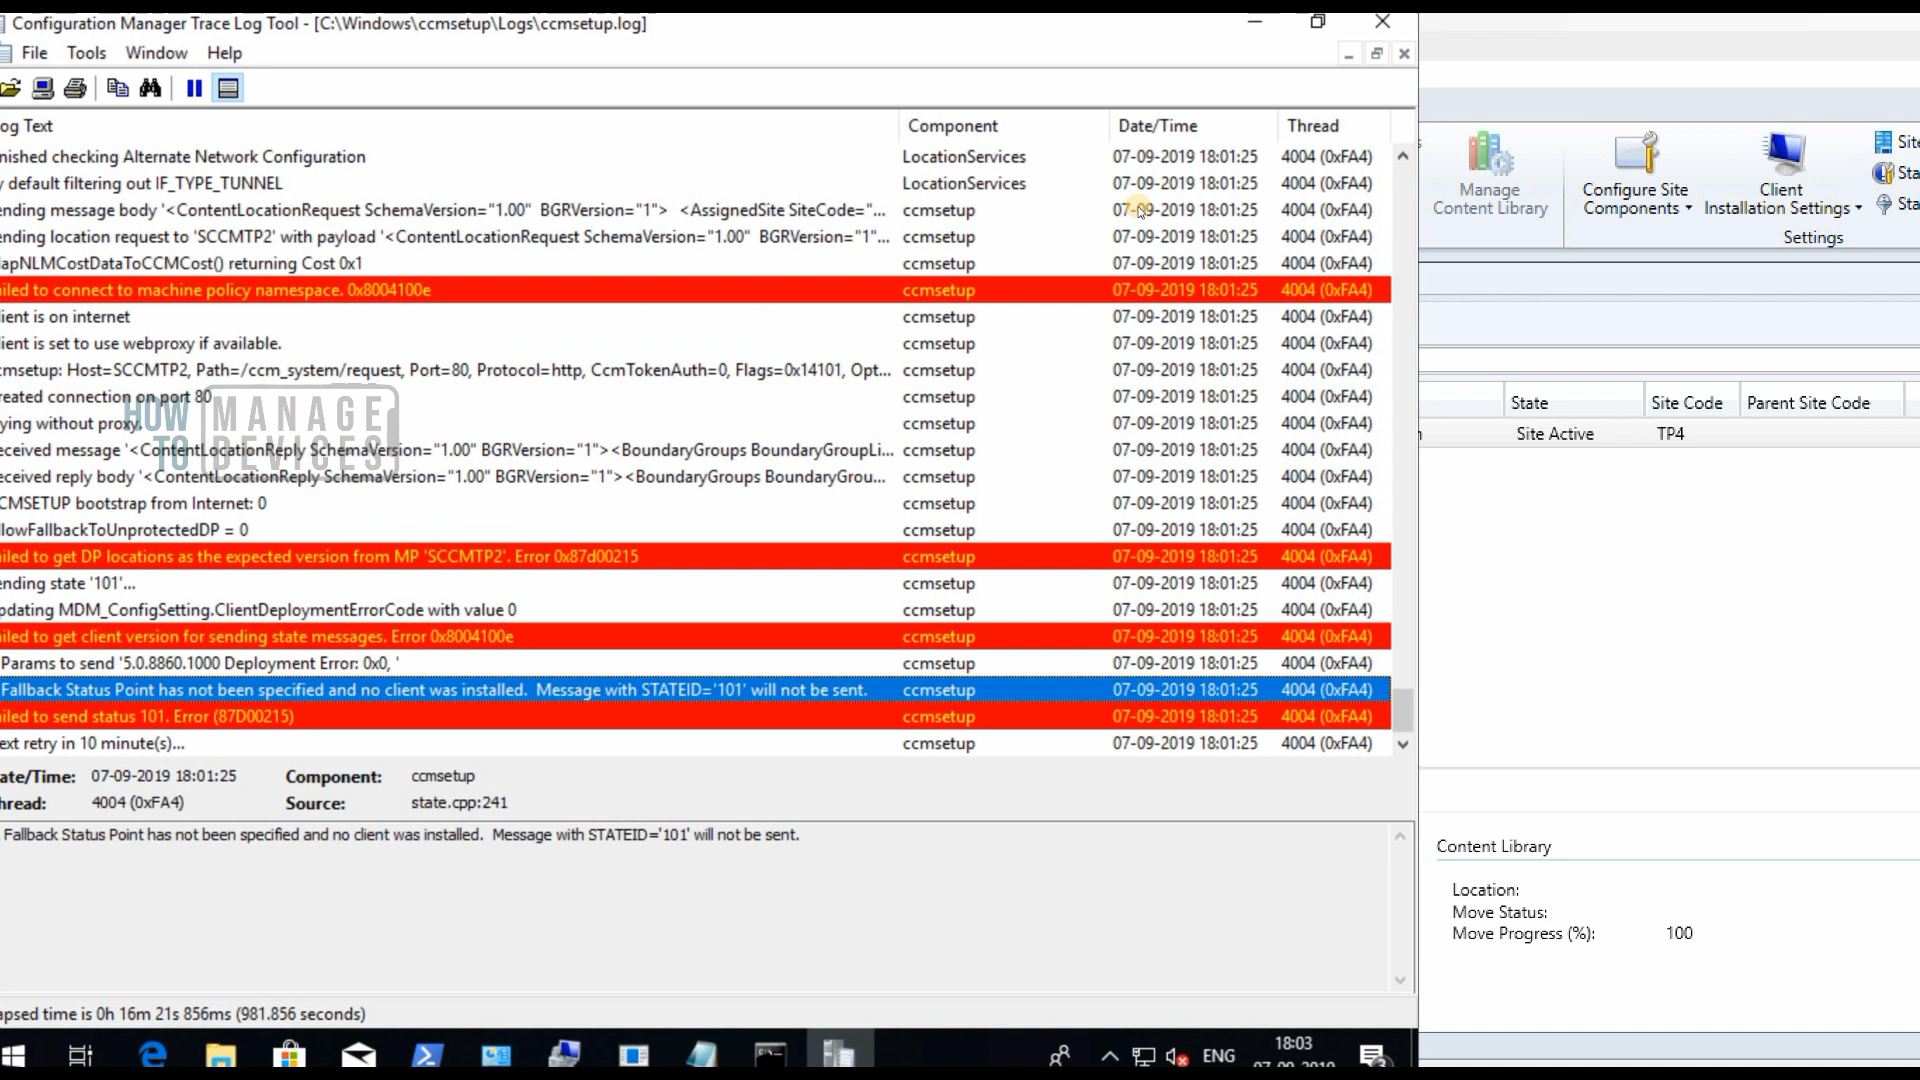 Configuration Manager Trace Log Tool - [C:\Windows\ccmsetup\Logs\ccmsetup.log]
File Tools Window Help
og Text Component Date/Time Thread
nished checking Alternate Network Configuration LocationServices 07-09-2019 18:01:25 4004 (0xFA4)
y default filtering out IF_TYPE_TUNNEL LocationServices 07-09-2019 18:01:25 4004 (0xFA4)
ending message body '<ContentLocationRequest SchemaVersion="1.00" BGRVersion="1"> <AssignedSite SiteCode="... ccmsetup 07-09-2019 18:01:25 4004 (0xFA4)
ending location request to 'SCCMTP2' with payload '<ContentLocationRequest SchemaVersion="1.00" BGRVersion="1"... ccmsetup 07-09-2019 18:01:25 4004 (0xFA4)
apNLMCostDataToCCMCost() returning Cost 0x1 ccmsetup 07-09-2019 18:01:25 4004 (0xFA4)
iled to connect to machine policy namespace. 0x8004100e ccmsetup 07-09-2019 18:01:25 4004 (0xFA4)
ient is on internet ccmsetup 07-09-2019 18:01:25 4004 (0xFA4)
ient is set to use webproxy if available. ccmsetup 07-09-2019 18:01:25 4004 (0xFA4)
cmsetup: Host=SCCMTP2, Path=/ccm_system/request, Port=80, Protocol=http, CcmTokenAuth=0, Flags=0x14101, Opt... ccmsetup 07-09-2019 18:01:25 4004 (0xFA4)
reated connection on port 80 ccmsetup 07-09-2019 18:01:25 4004 (0xFA4)
ying without proxy. ccmsetup 07-09-2019 18:01:25 4004 (0xFA4)
eceived message '<ContentLocationReply SchemaVersion="1.00" BGRVersion="1"><BoundaryGroups BoundaryGroupLi... ccmsetup 07-09-2019 18:01:25 4004 (0xFA4)
eceived reply body '<ContentLocationReply SchemaVersion="1.00" BGRVersion="1"><BoundaryGroups BoundaryGrou... ccmsetup 07-09-2019 18:01:25 4004 (0xFA4)
CMSETUP bootstrap from Internet: 0 ccmsetup 07-09-2019 18:01:25 4004 (0xFA4)
llowFallbackToUnprotectedDP = 0 ccmsetup 07-09-2019 18:01:25 4004 (0xFA4)
iled to get DP locations as the expected version from MP 'SCCMTP2'. Error 0x87d00215 ccmsetup 07-09-2019 18:01:25 4004 (0xFA4)
ending state '101'... ccmsetup 07-09-2019 18:01:25 4004 (0xFA4)
pdating MDM_ConfigSetting.ClientDeploymentErrorCode with value 0 ccmsetup 07-09-2019 18:01:25 4004 (0xFA4)
iled to get client version for sending state messages. Error 0x8004100e ccmsetup 07-09-2019 18:01:25 4004 (0xFA4)
Params to send '5.0.8860.1000 Deployment Error: 0x0, ' ccmsetup 07-09-2019 18:01:25 4004 (0xFA4)
Fallback Status Point has not been specified and no client was installed. Message with STATEID='101' will not be sent. ccmsetup 07-09-2019 18:01:25 4004 (0xFA4)
iled to send status 101. Error (87D00215) ccmsetup 07-09-2019 18:01:25 4004 (0xFA4)
ext retry in 10 minute(s)... ccmsetup 07-09-2019 18:01:25 4004 (0xFA4)
HOW TO MANAGE DEVICES
ate/Time: 07-09-2019 18:01:25 Component: ccmsetup
hread: 4004 (0xFA4) Source: state.cpp:241
Fallback Status Point has not been specified and no client was installed. Message with STATEID='101' will not be sent.
apsed time is 0h 16m 21s 856ms (981.856 seconds)
ENG
18:03
Manage Content Library
Configure Site Components
Client Installation Settings
Site
Sta
Sta
Settings
State Site Code Parent Site Code
Site Active TP4
Content Library
Location:
Move Status:
Move Progress (%): 100